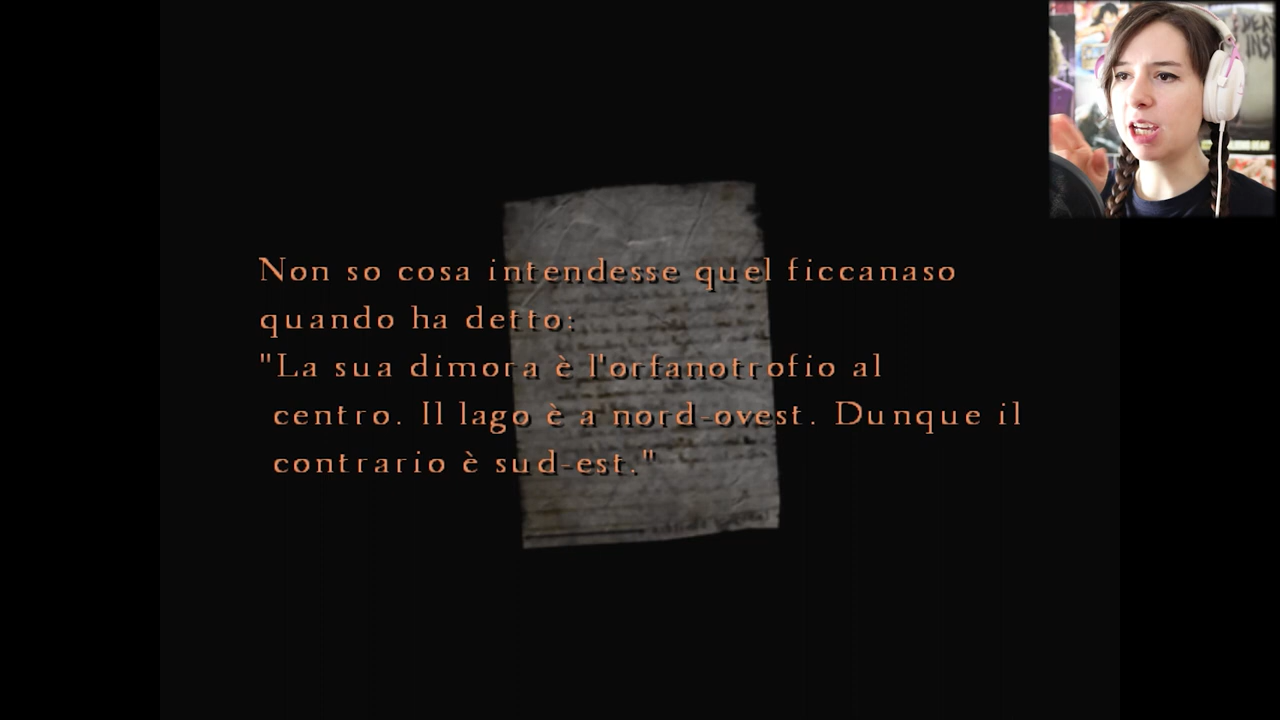 Non so cosa intendesse quel ficcanaso
quando ha detto:
"La sua dimora è l'orfanotrofio al
centro. Il lago è a nord-ovest. Dunque il
contrario è sud-est."